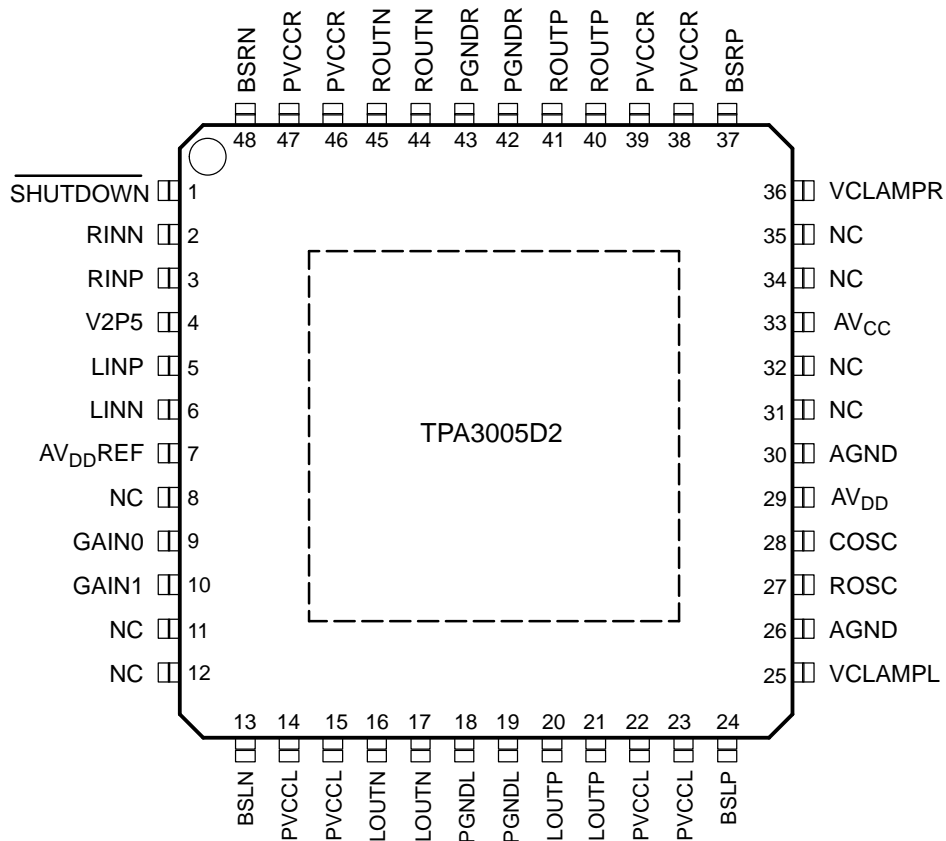 BSRN PVCCR PVCCR ROUTN ROUTN PGNDR PGNDR ROUTP ROUTP PVCCR PVCCR BSRP
48 47 46 45 44 43 42 41 40 39 38 37
SHUTDOWN 1 36 VCLAMPR
RINN 2 35 NC
RINP 3 34 NC
V2P5 4 33 AVCC
LINP 5 32 NC
LINN 6 31 NC
AVDDREF 7 TPA3005D2 30 AGND
NC 8 29 AVDD
GAIN0 9 28 COSC
GAIN1 10 27 ROSC
NC 11 26 AGND
NC 12 25 VCLAMPL
13 14 15 16 17 18 19 20 21 22 23 24
BSLN PVCCL PVCCL LOUTN LOUTN PGNDL PGNDL LOUTP LOUTP PVCCL PVCCL BSLP